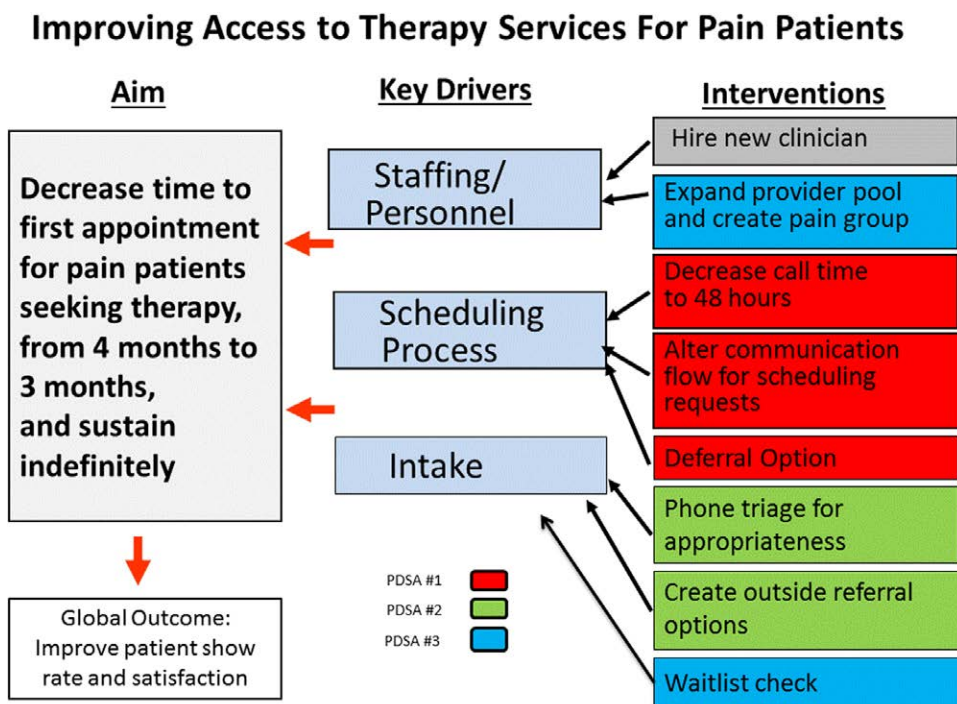 Improving Access to Therapy Services For Pain Patients
Aim
Decrease time to
first appointment
for pain patients
seeking therapy,
from 4 months to
3 months,
and sustain
indefinitely
Global Outcome:
Improve patient show
rate and satisfaction
Key Drivers
Staffing/
Personnel
Scheduling
Process
Intake
PDSA #1
PDSA #2
PDSA #3
Interventions
Hire new clinician
Expand provider pool
and create pain group
Decrease call time
to 48 hours
Alter communication
flow for scheduling
requests
Deferral Option
Phone triage for
appropriateness
Create outside referral
options
Waitlist check